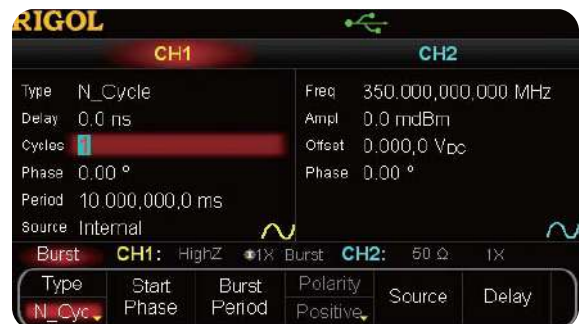 RIGOL
CH1 CH2
Type N_Cycle
Delay 0.0 ns
Cycles 1
Phase 0.00 °
Period 10.000,000,0 ms
Source Internal
Freq 350.000,000,000 MHz
Ampl 0.0 mdBm
Offset 0.000,0 VDC
Phase 0.00 °
Burst CH1: HighZ 1X Burst CH2: 50 Ω 1X
Type N_Cyc
Start Phase
Burst Period
Polarity Positive
Source
Delay